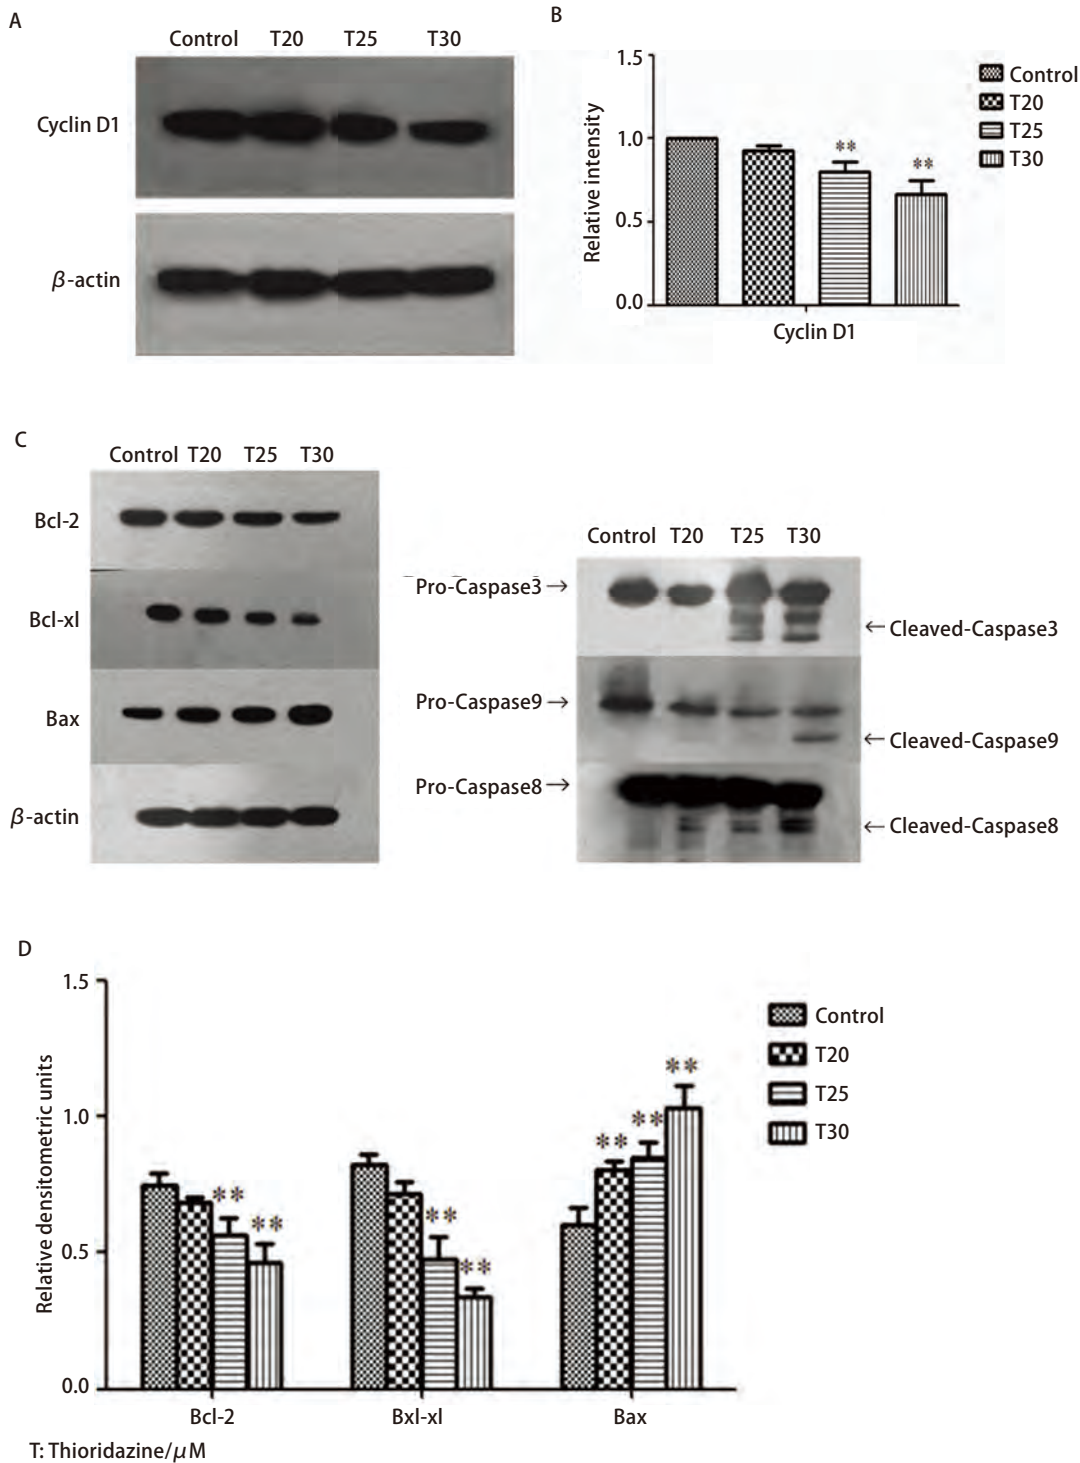 A
Control T20 T25 T30
Cyclin D1
β-actin
B
1.5
1.0
0.5
0.0
Relative intensity
** **
Cyclin D1
Control
T20
T25
T30
C
Control T20 T25 T30
Bcl-2
Bcl-xl
Bax
β-actin
Control T20 T25 T30
Pro-Caspase3 →
← Cleaved-Caspase3
Pro-Caspase9 →
← Cleaved-Caspase9
Pro-Caspase8 →
← Cleaved-Caspase8
D
1.5
1.0
0.5
0.0
Relative densitometric units
** **
** **
** ** **
Bcl-2 Bxl-xl Bax
Control
T20
T25
T30
T: Thioridazine/μM